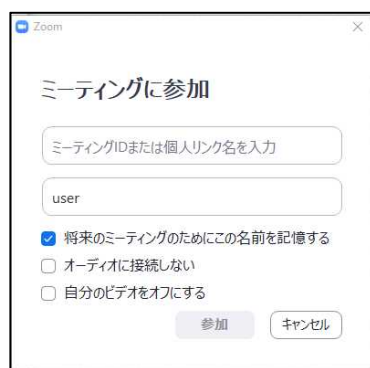 Zoom
ミーティングに参加
ミーティングIDまたは個人リンク名を入力
user
将来のミーティングのためにこの名前を記憶する
オーディオに接続しない
自分のビデオをオフにする
参加 キャンセル